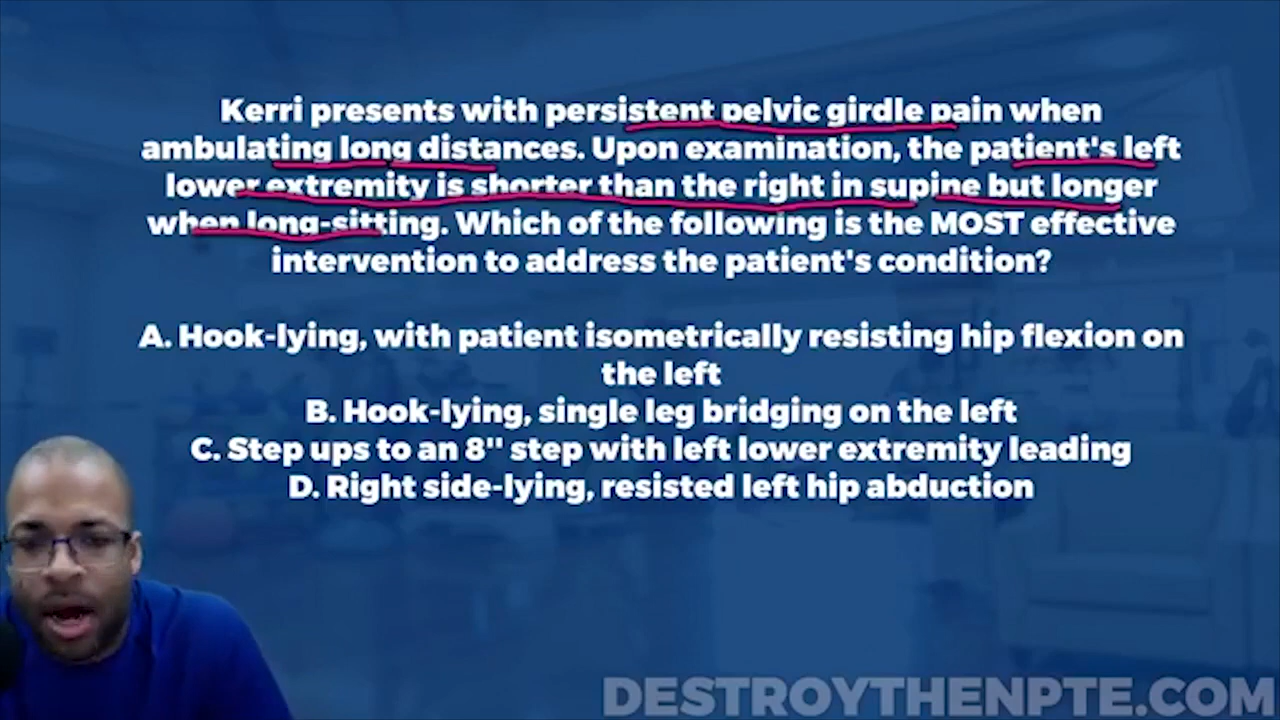 Kerri presents with persistent pelvic girdle pain when
ambulating long distances. Upon examination, the patient's left
lower extremity is shorter than the right in supine but longer
when long-sitting. Which of the following is the MOST effective
intervention to address the patient's condition?
A. Hook-lying, with patient isometrically resisting hip flexion on
the left
B. Hook-lying, single leg bridging on the left
C. Step ups to an 8'' step with left lower extremity leading
D. Right side-lying, resisted left hip abduction
DESTROYTHENPTE.COM